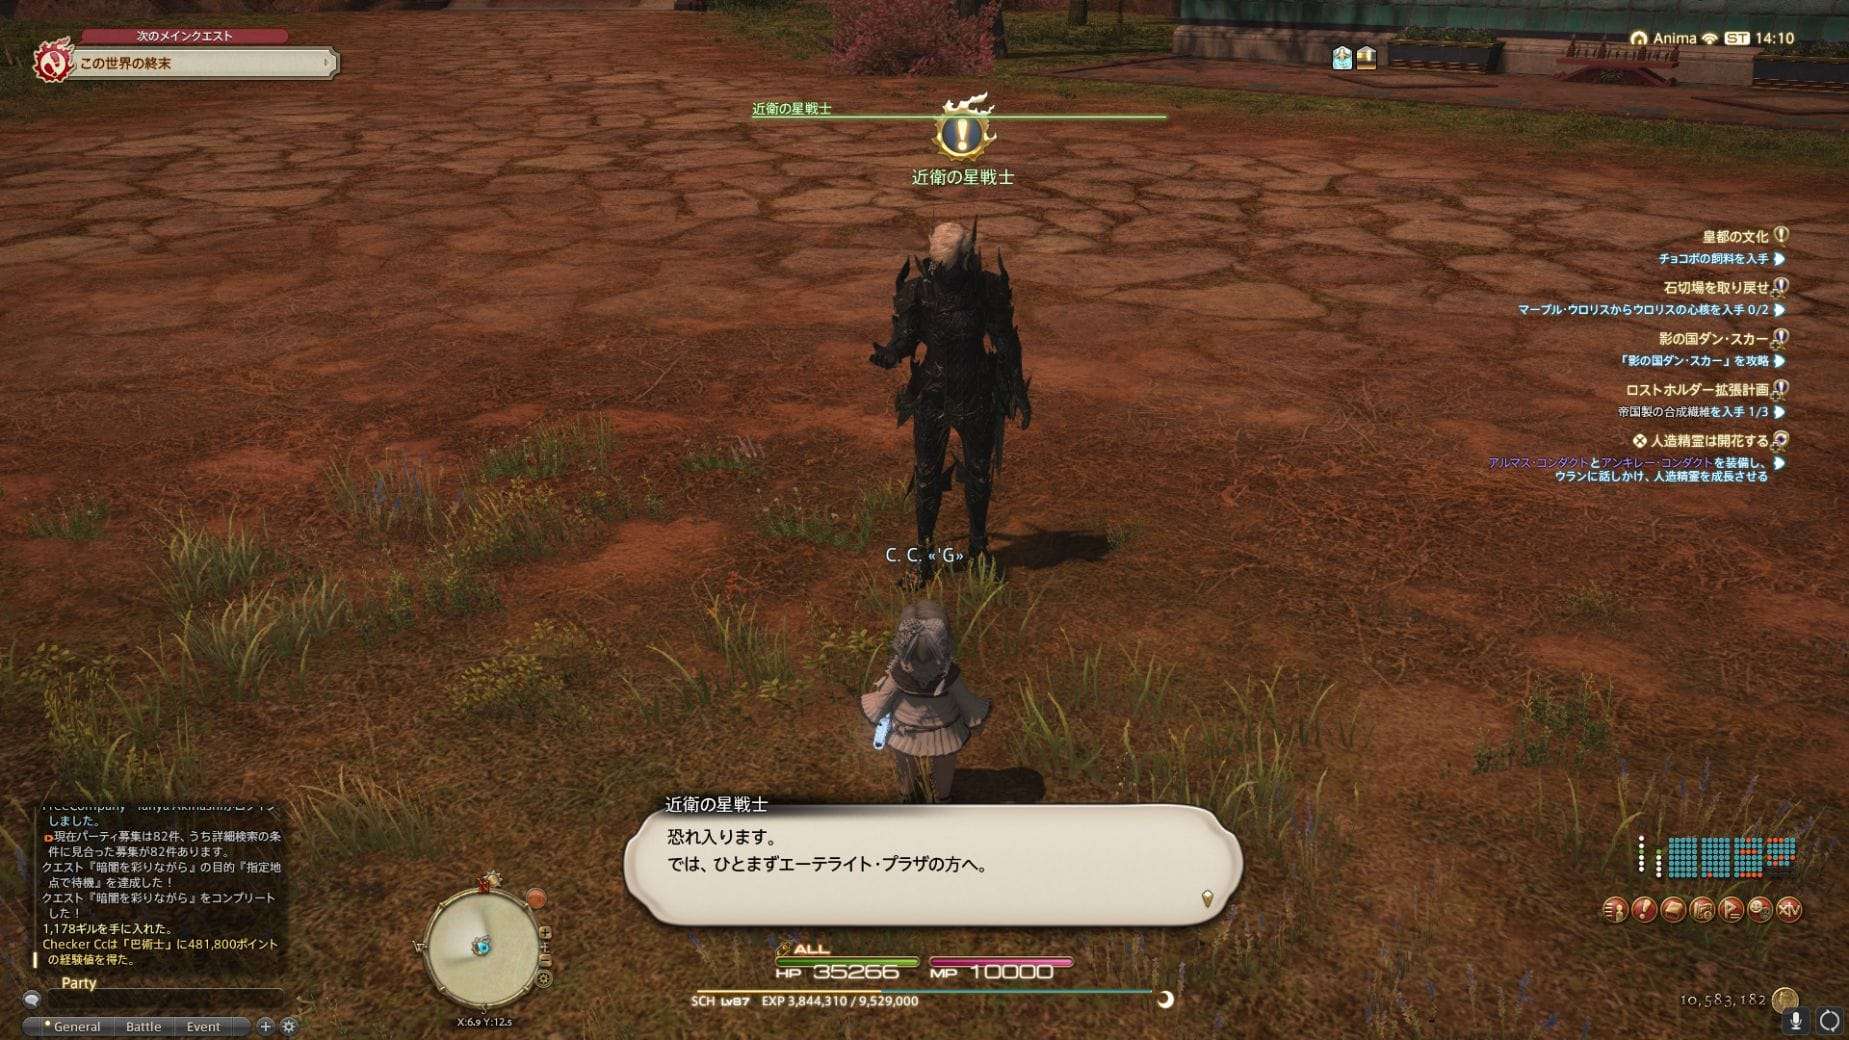 次のメインクエスト
この世界の終末
Anima ST 14:10
近衛の星戦士
近衛の星戦士
皇都の文化
チョコボの飼料を入手
石切場を取り戻せ
マーブル・ウロリスからウロリスの心核を入手 0/2
影の国ダン・スカー
「影の国ダン・スカー」を攻略
ロストホルダー拡張計画
帝国製の合成繊維を入手 1/3
人造精霊は開花する
アルマス・コンダクトとアンキレー・コンダクトを装備し、
ウランに話しかけ、人造精霊を成長させる
C. C. «'G»
近衛の星戦士
恐れ入ります。
では、ひとまずエーテライト・プラザの方へ。
しました。
現在パーティ募集は82件、うち詳細検索の条
件に見合った募集が82件あります。
クエスト『暗闇を彩りながら』の目的『指定地
点で待機』を達成した！
クエスト『暗闇を彩りながら』をコンプリート
した！
1,178ギルを手に入れた。
Checker Ccは「巴術士」に481,800ポイント
の経験値を得た。
Party
General Battle Event
X:6.9 Y:12.5
ALL
HP 35266 MP 10000
SCH Lv87 EXP 3,844,310 / 9,529,000
XIV
10,583,182